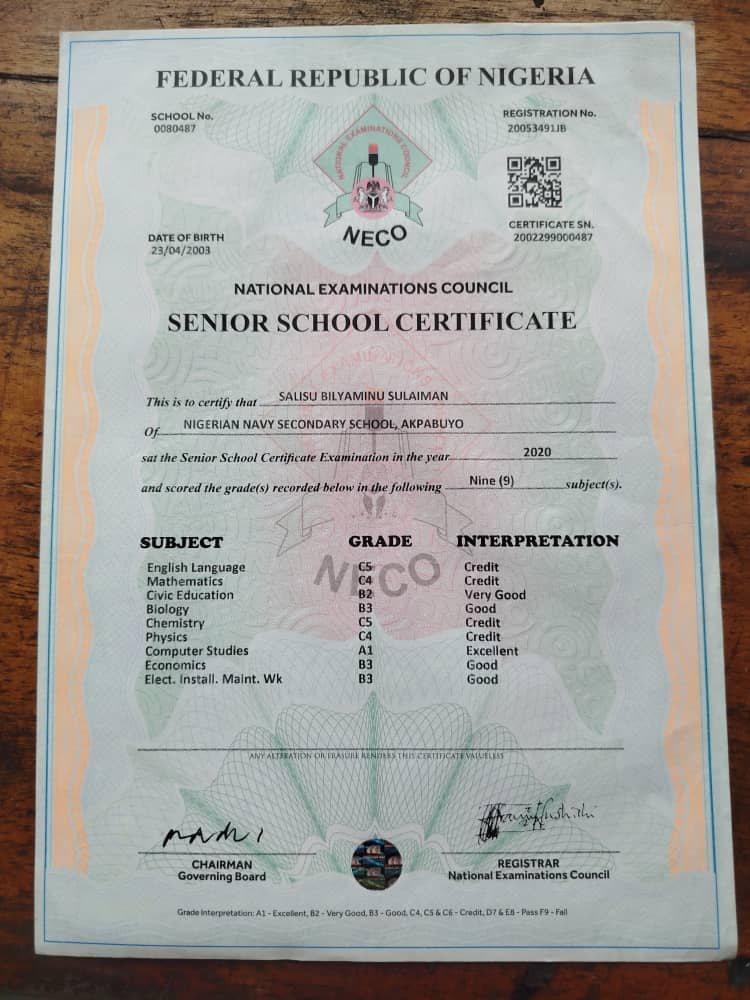 FEDERAL REPUBLIC OF NIGERIA
SCHOOL No.
0080487
REGISTRATION No.
20053491JB
NATIONAL EXAMINATIONS COUNCIL
NECO
DATE OF BIRTH
23/04/2003
CERTIFICATE SN.
2002299000487
NATIONAL EXAMINATIONS COUNCIL
SENIOR SCHOOL CERTIFICATE
This is to certify that SALISU BILYAMINU SULAIMAN
Of NIGERIAN NAVY SECONDARY SCHOOL, AKPABUYO
sat the Senior School Certificate Examination in the year 2020
and scored the grade(s) recorded below in the following Nine (9) subject(s).
SUBJECT GRADE INTERPRETATION
English Language C5 Credit
Mathematics C4 Credit
Civic Education B2 Very Good
Biology B3 Good
Chemistry C5 Credit
Physics C4 Credit
Computer Studies A1 Excellent
Economics B3 Good
Elect. Install. Maint. Wk B3 Good
NECO
ANY ALTERATION OR ERASURE RENDERS THIS CERTIFICATE VALUELESS
CHAIRMAN
Governing Board
REGISTRAR
National Examinations Council
Grade Interpretation: A1 - Excellent, B2 - Very Good, B3 - Good, C4, C5 & C6 - Credit, D7 & E8 - Pass F9 - Fail